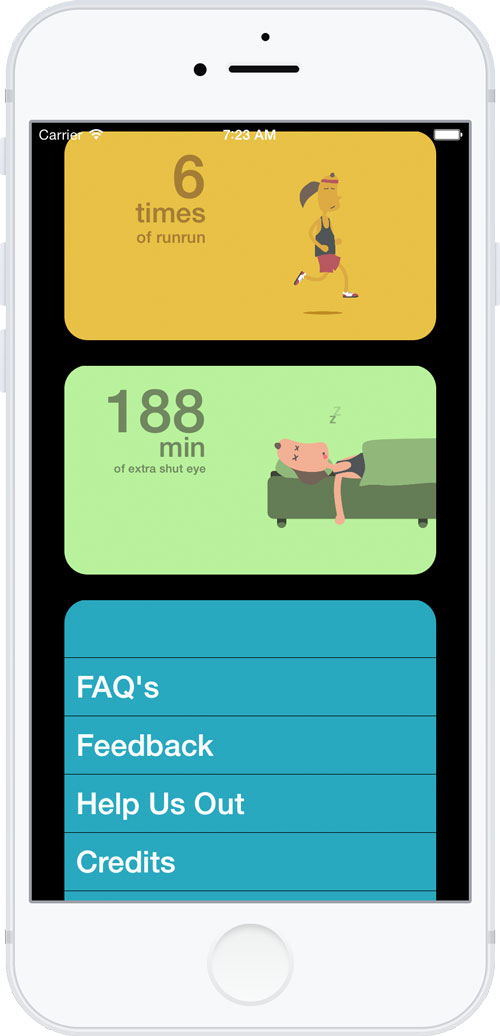 Carrier 7:23 AM
6
times
of runrun
188
min
of extra shut eye
z z
FAQ's
Feedback
Help Us Out
Credits